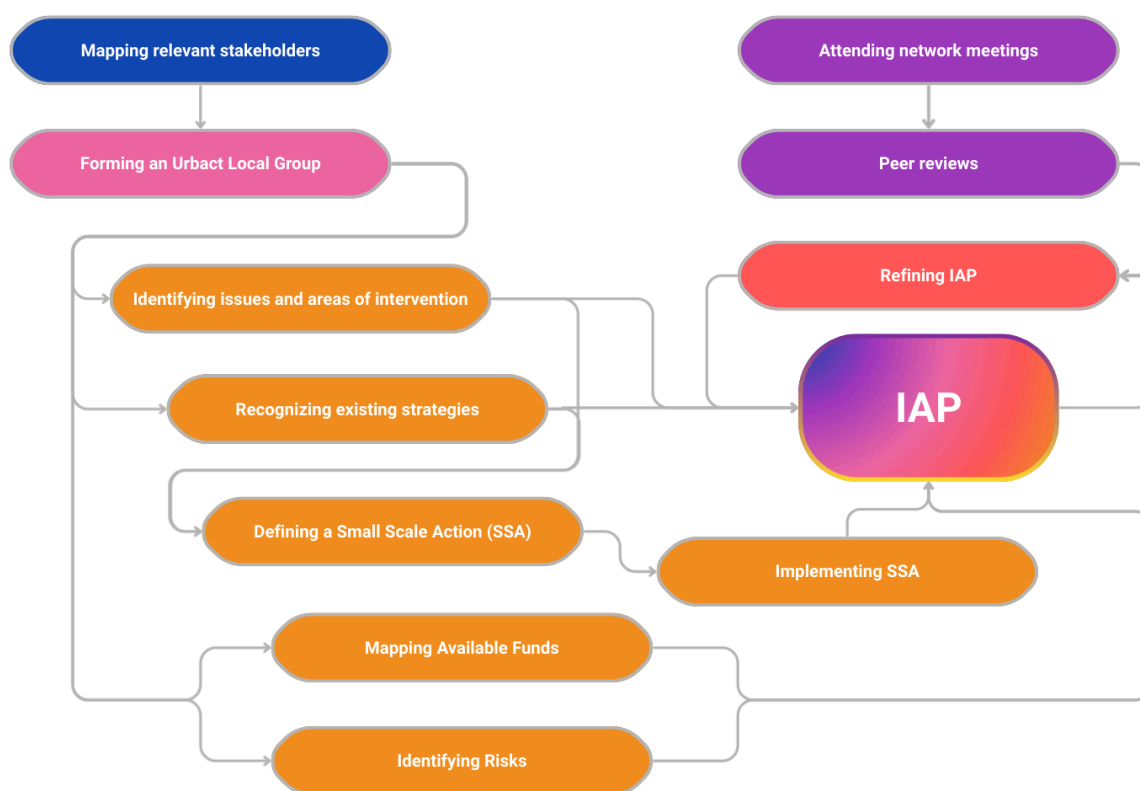 Mapping relevant stakeholders
Attending network meetings
Forming an Urbact Local Group
Peer reviews
Refining IAP
Identifying issues and areas of intervention
IAP
Recognizing existing strategies
Defining a Small Scale Action (SSA)
Implementing SSA
Mapping Available Funds
Identifying Risks